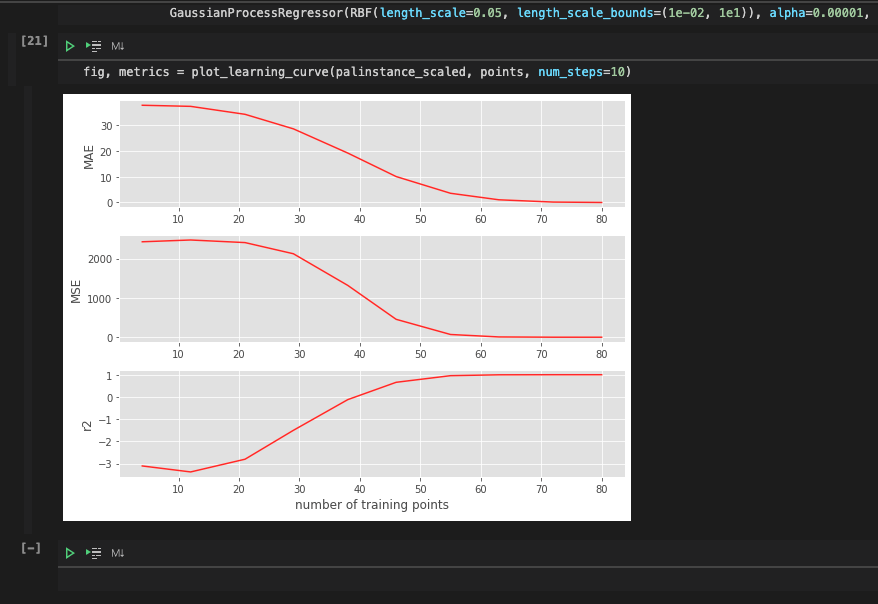 GaussianProcessRegressor(RBF(length_scale=0.05, length_scale_bounds=(1e-02, 1e1)), alpha=0.00001,
[21]
M↓
fig, metrics = plot_learning_curve(palinstance_scaled, points, num_steps=10)
MAE
30
20
10
0
10 20 30 40 50 60 70 80
MSE
2000
1000
0
10 20 30 40 50 60 70 80
r2
1
0
−1
−2
−3
10 20 30 40 50 60 70 80
number of training points
[-]
M↓